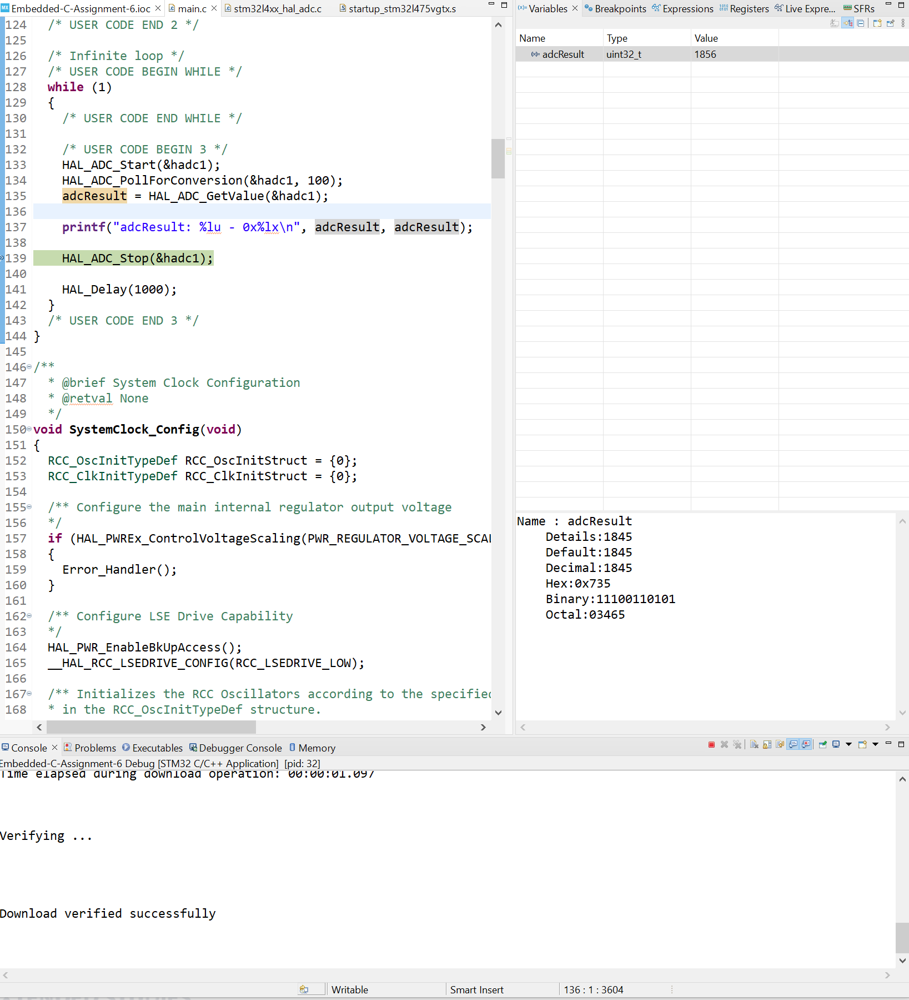 Embedded-C-Assignment-6.ioc main.c stm32l4xx_hal_adc.c startup_stm32l475vgtx.s
124 /* USER CODE END 2 */
125
126 /* Infinite loop */
127 /* USER CODE BEGIN WHILE */
128 while (1)
129 {
130 /* USER CODE END WHILE */
131
132 /* USER CODE BEGIN 3 */
133 HAL_ADC_Start(&hadc1);
134 HAL_ADC_PollForConversion(&hadc1, 100);
135 adcResult = HAL_ADC_GetValue(&hadc1);
136
137 printf("adcResult: %lu - 0x%lx\n", adcResult, adcResult);
138
139 HAL_ADC_Stop(&hadc1);
140
141 HAL_Delay(1000);
142 }
143 /* USER CODE END 3 */
144 }
145
146 /**
147 * @brief System Clock Configuration
148 * @retval None
149 */
150 void SystemClock_Config(void)
151 {
152 RCC_OscInitTypeDef RCC_OscInitStruct = {0};
153 RCC_ClkInitTypeDef RCC_ClkInitStruct = {0};
154
155 /** Configure the main internal regulator output voltage
156 */
157 if (HAL_PWREx_ControlVoltageScaling(PWR_REGULATOR_VOLTAGE_SCAL
158 {
159 Error_Handler();
160 }
161
162 /** Configure LSE Drive Capability
163 */
164 HAL_PWR_EnableBkUpAccess();
165 __HAL_RCC_LSEDRIVE_CONFIG(RCC_LSEDRIVE_LOW);
166
167 /** Initializes the RCC Oscillators according to the specified
168 * in the RCC_OscInitTypeDef structure.
Variables Breakpoints Expressions Registers Live Expre... SFRs
Name Type Value
adcResult uint32_t 1856
Name : adcResult
Details:1845
Default:1845
Decimal:1845
Hex:0x735
Binary:11100110101
Octal:03465
Console Problems Executables Debugger Console Memory
Embedded-C-Assignment-6 Debug [STM32 C/C++ Application] [pid: 32]
Time elapsed during download operation: 00:00:01.097
Verifying ...
Download verified successfully
Writable Smart Insert 136 : 1 : 3604